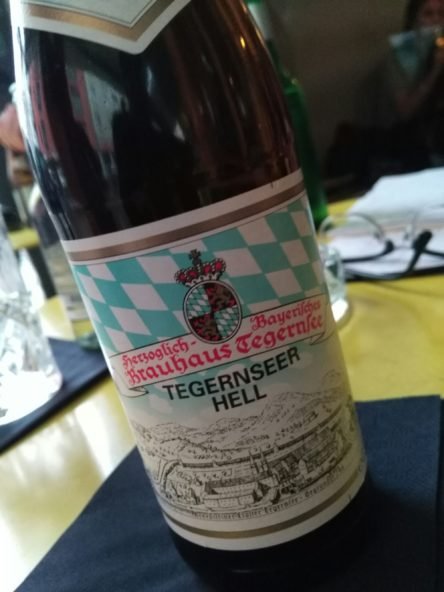 Herzoglich-
Bayerisches
Brauhaus Tegernsee
TEGERNSEER
HELL